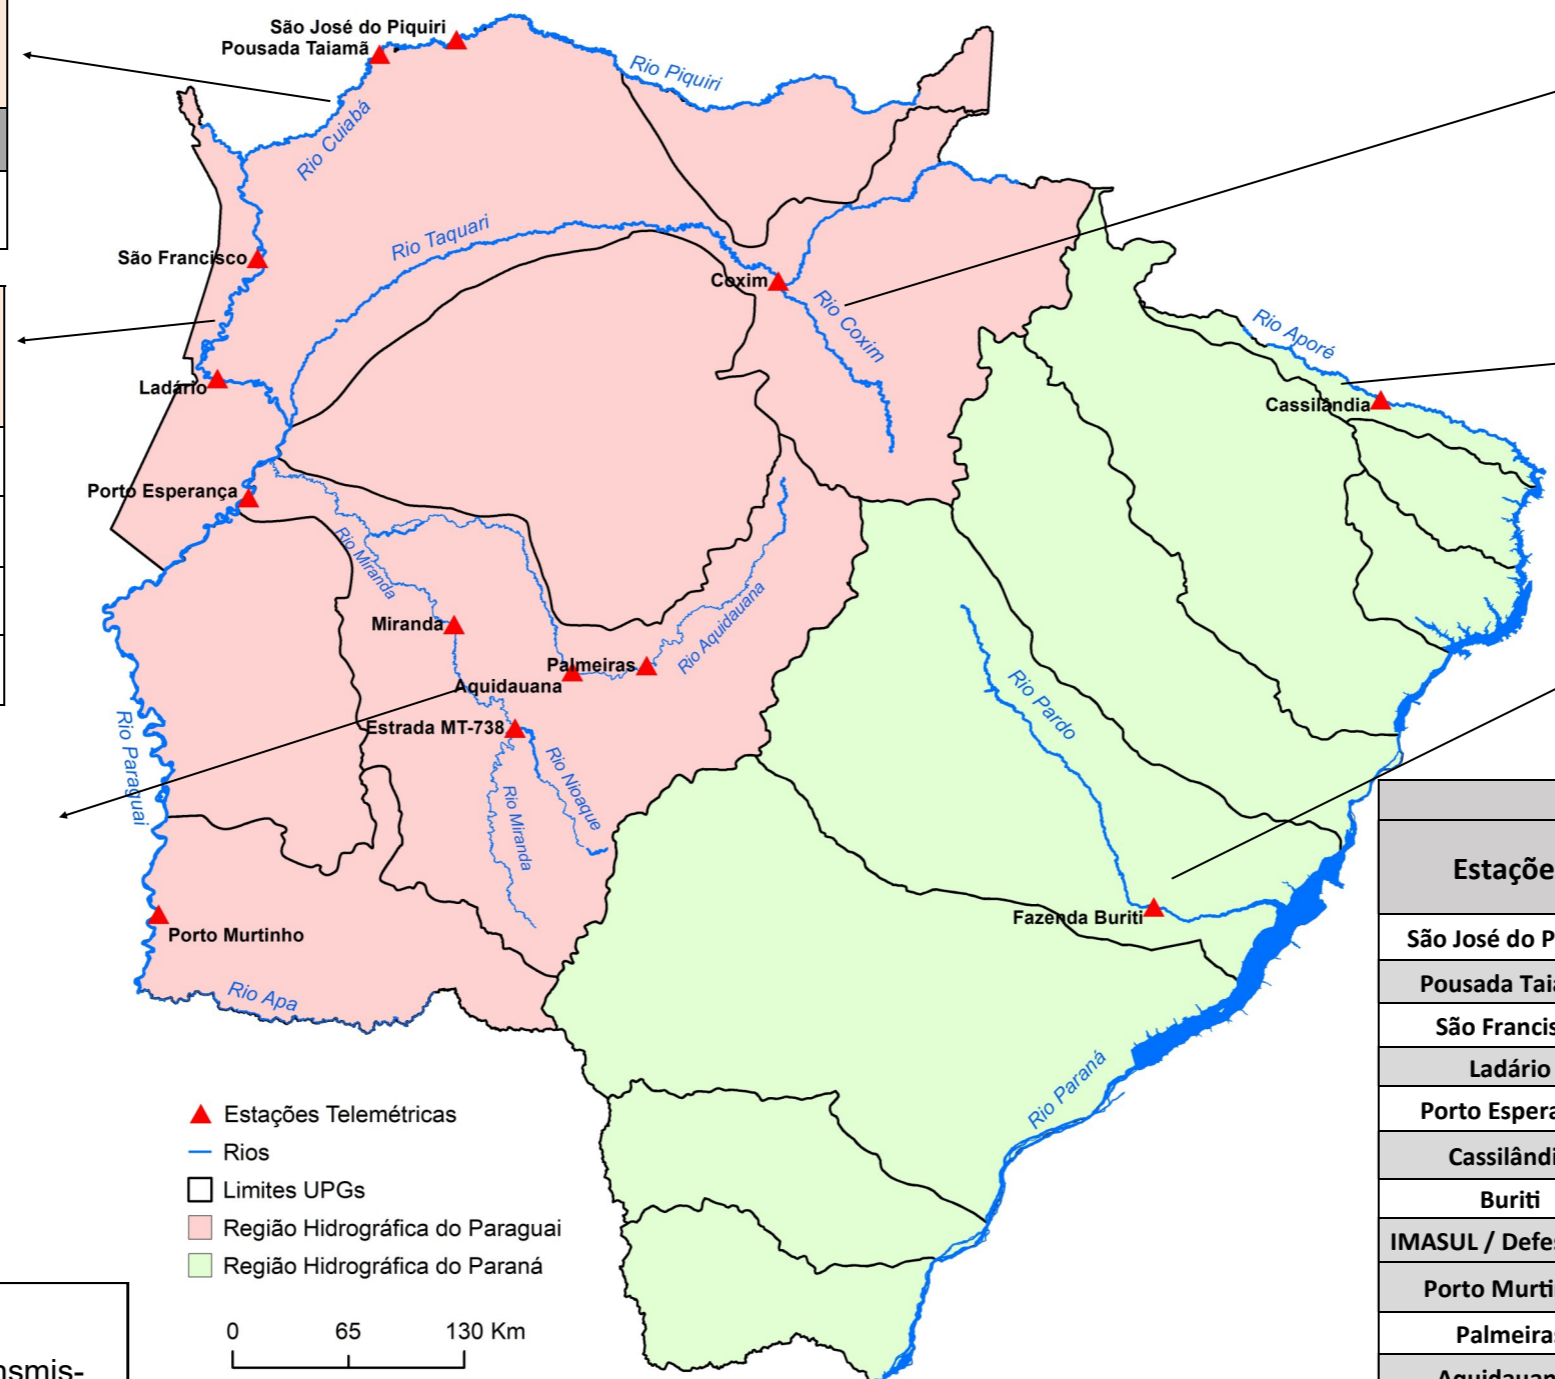 São José do Piquiri
Pousada Taiamã
Rio Piquiri
Rio Cuiabá
Rio Taquari
São Francisco
Coxim
Rio Coxim
Rio Aporé
Ladário
Cassilândia
Porto Esperança
Rio Miranda
Rio Aquidauana
Miranda
Palmeiras
Aquidauana
Estrada MT-738
Rio Pardo
Rio Paraguai
Rio Nioaque
Rio Miranda
Estaçõe
Fazenda Buriti
Porto Murtinho
São José do P
Pousada Taia
Rio Apa
São Francis
Ladário
Rio Paraná
Porto Espera
Cassilândi
Buriti
IMASUL / Defes
Porto Murti
Palmeiras
Aquidauan
Estações Telemétricas
Rios
Limites UPGs
Região Hidrográfica do Paraguai
Região Hidrográfica do Paraná
0 65 130 Km
nsmis-